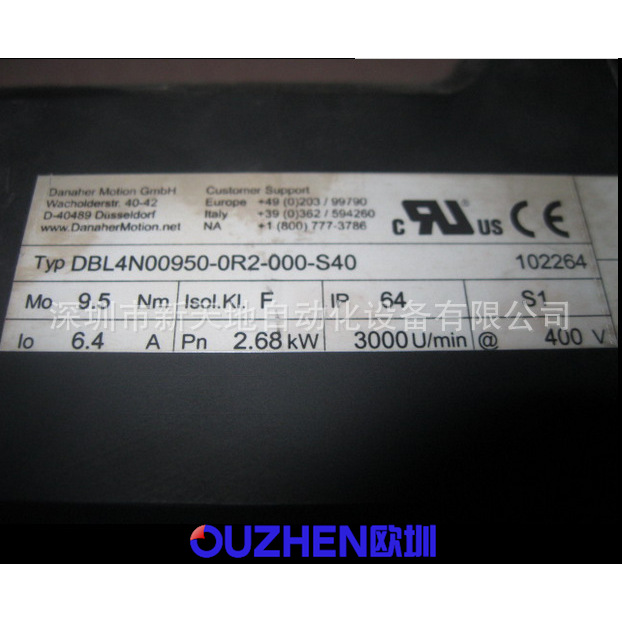 Danaher Motion GmbH
Wacholderstr. 40-42
D-40489 Düsseldorf
www.DanaherMotion.net
Customer Support
Europe +49 (0)203 / 99790
Italy +39 (0)362 / 594260
NA +1 (800) 777-3786
c RU US CE
Typ DBL4N00950-0R2-000-S40 102264
Mo 9.5 Nm Isol.Kl. F IP 64 S1
深圳市新天地自动化设备有限公司
Io 6.4 A Pn 2.68 kW 3000 U/min @ 400 V
OUZHEN欧圳